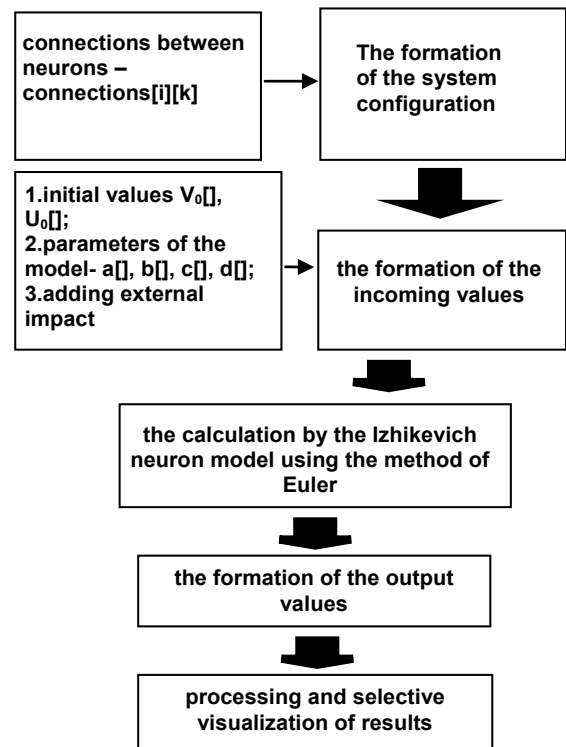 connections between
neurons –
connections[i][k]
The formation
of the system
configuration
1.initial values V₀[],
U₀[];
2.parameters of the
model- a[], b[], c[], d[];
3.adding external
impact
the formation of the
incoming values
the calculation by the Izhikevich
neuron model using the method of
Euler
the formation of the output
values
processing and selective
visualization of results